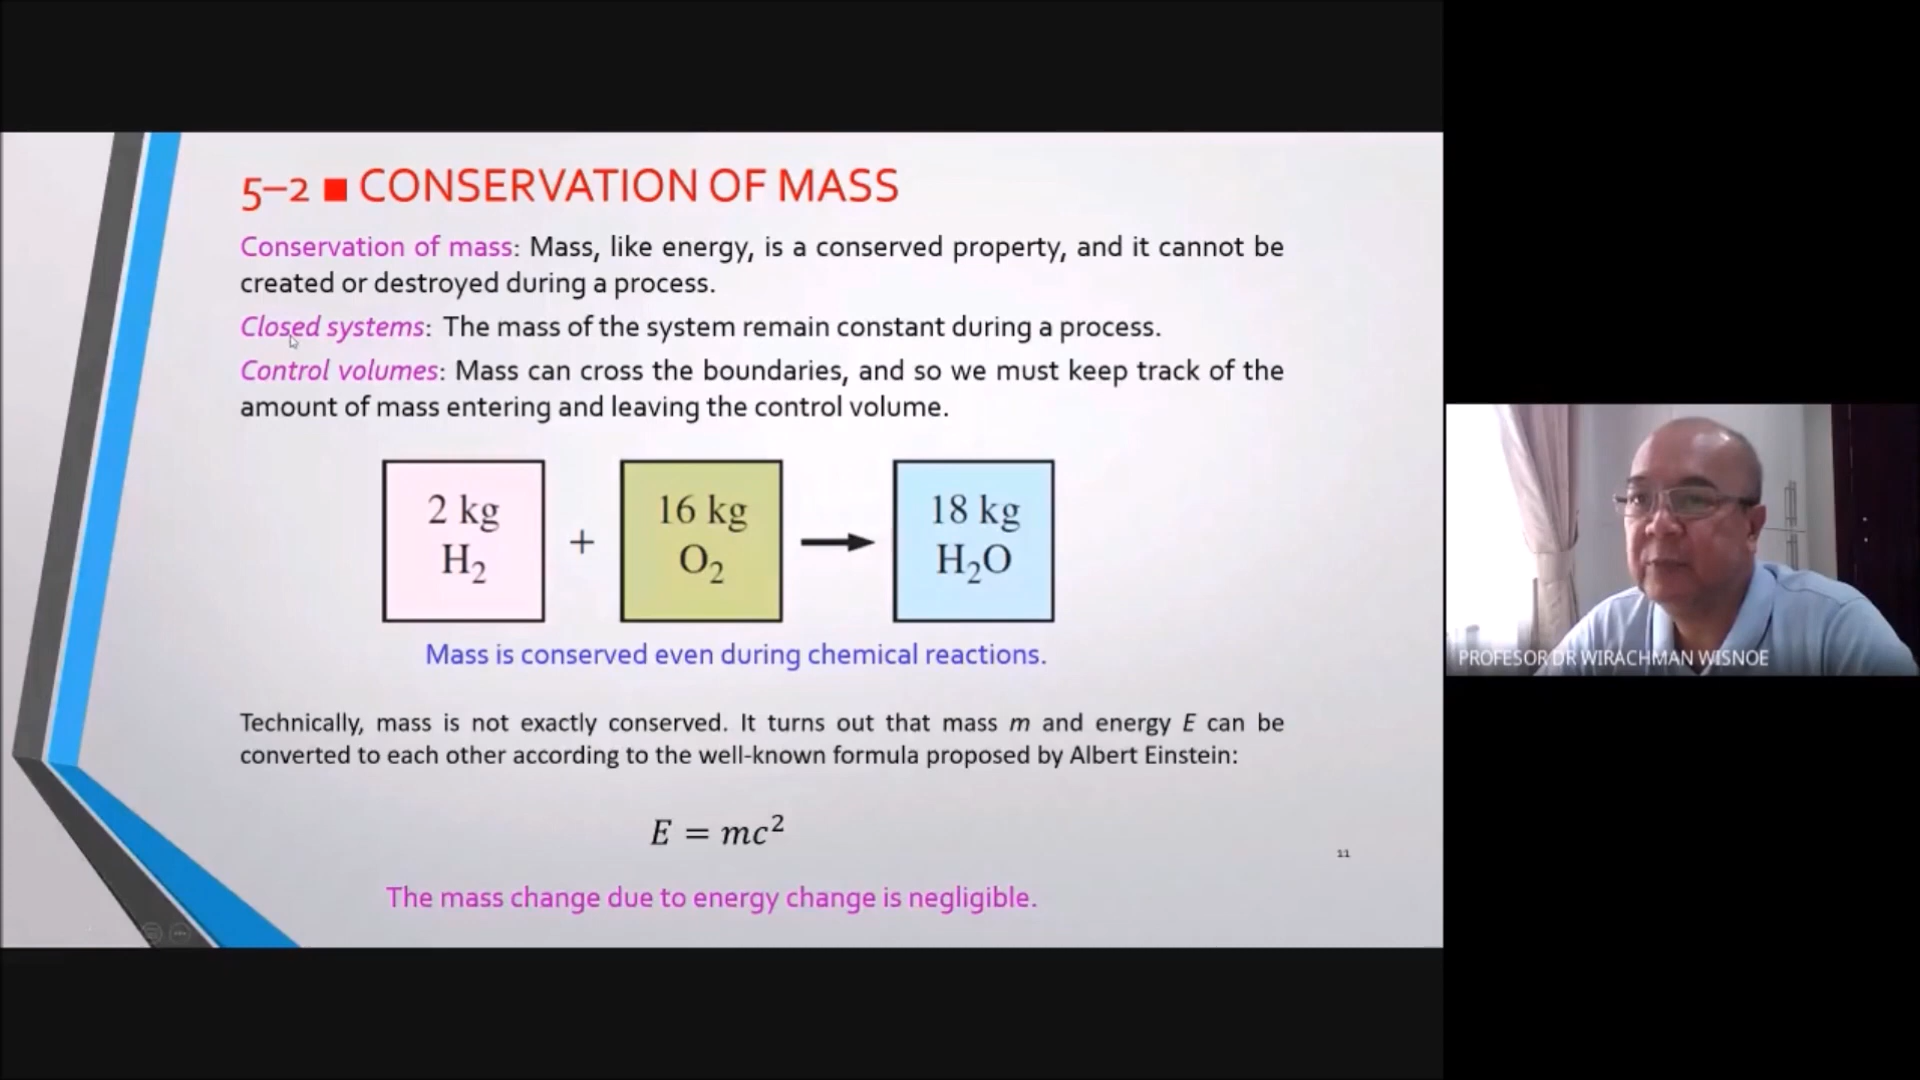 5–2 ■ CONSERVATION OF MASS
Conservation of mass: Mass, like energy, is a conserved property, and it cannot be
created or destroyed during a process.
Closed systems: The mass of the system remain constant during a process.
Control volumes: Mass can cross the boundaries, and so we must keep track of the
amount of mass entering and leaving the control volume.
2 kg
H₂
+
16 kg
O₂
18 kg
H₂O
Mass is conserved even during chemical reactions.
Technically, mass is not exactly conserved. It turns out that mass m and energy E can be
converted to each other according to the well-known formula proposed by Albert Einstein:
E = mc²
11
The mass change due to energy change is negligible.
PROFESOR DR WIRACHMAN WISNOE